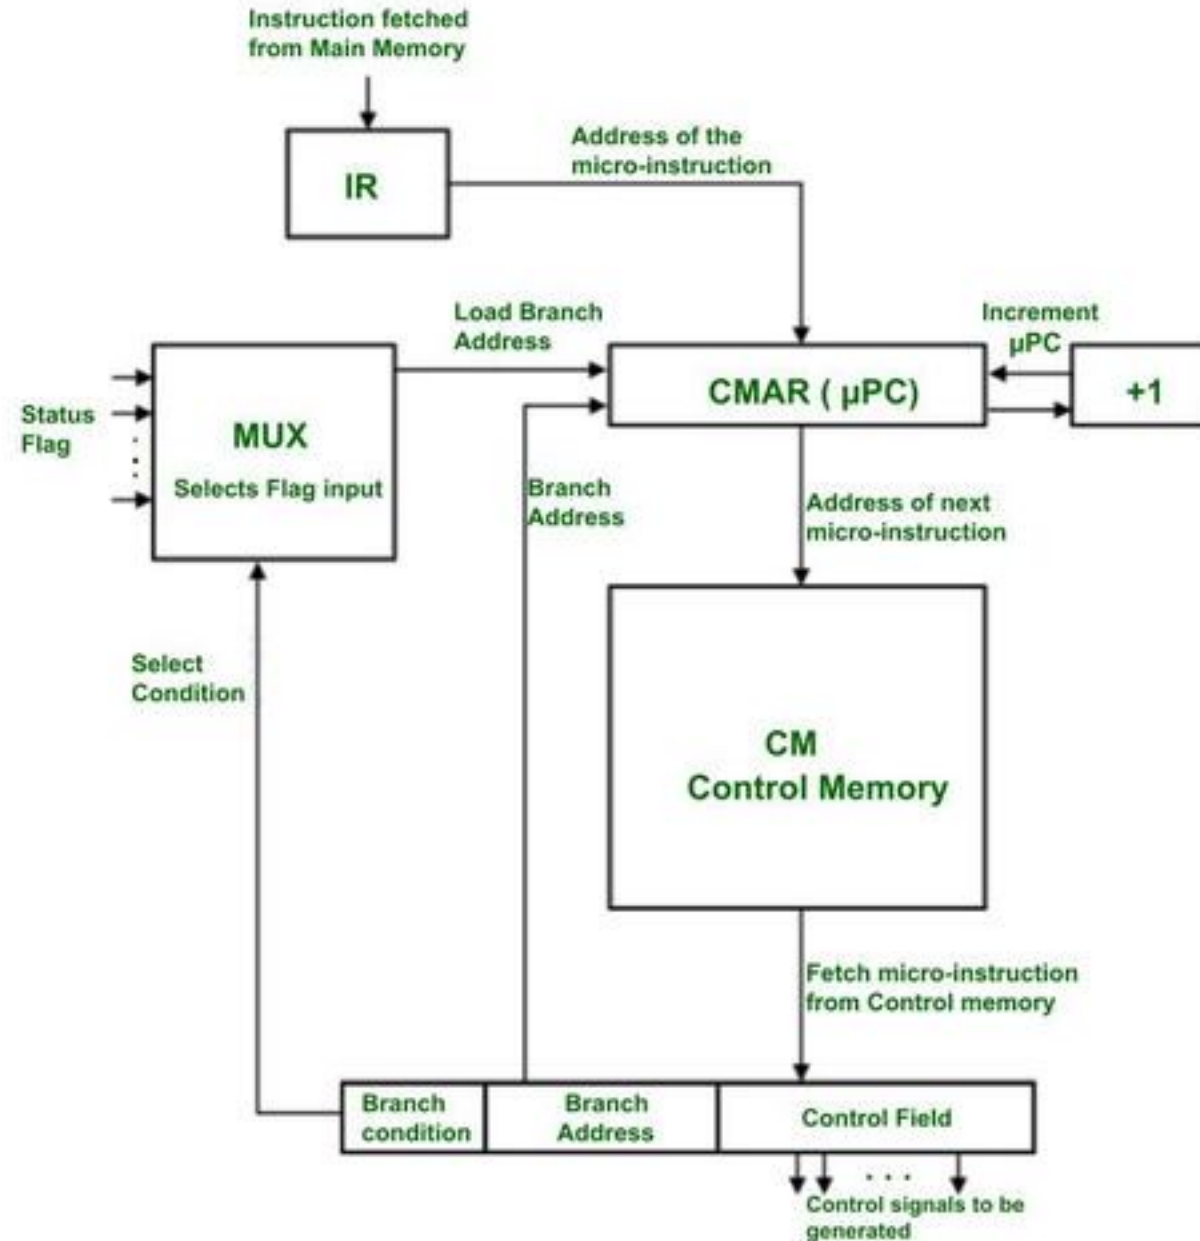 Instruction fetched
from Main Memory
IR
Address of the
micro-instruction
Load Branch
Address
Increment
µPC
Status
Flag
MUX
Selects Flag input
CMAR ( µPC)
+1
Branch
Address
Address of next
micro-instruction
Select
Condition
CM
Control Memory
Fetch micro-instruction
from Control memory
Branch
condition
Branch
Address
Control Field
Control signals to be
generated